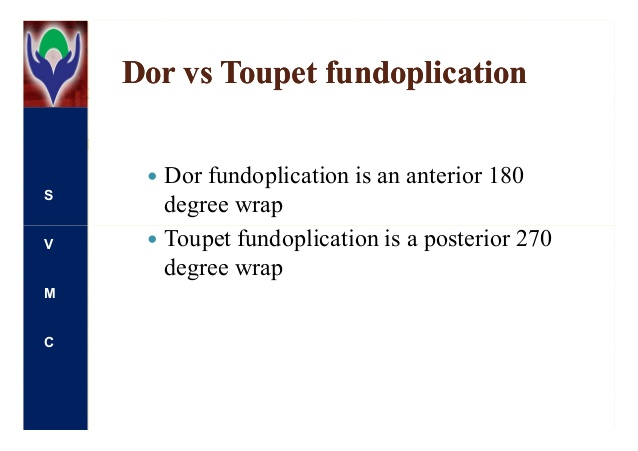 Dor vs Toupet fundoplication
• Dor fundoplication is an anterior 180
degree wrap
• Toupet fundoplication is a posterior 270
degree wrap
S
V
M
C